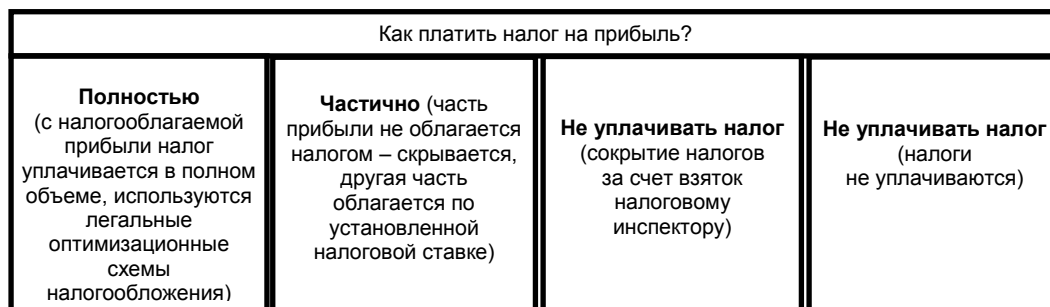 Как платить налог на прибыль?
Полностью
(с налогооблагаемой
прибыли налог
уплачивается в полном
объеме, используются
легальные
оптимизационные
схемы
налогообложения)
Частично (часть
прибыли не облагается
налогом – скрывается,
другая часть
облагается по
установленной
налоговой ставке)
Не уплачивать налог
(сокрытие налогов
за счет взяток
налоговому
инспектору)
Не уплачивать налог
(налоги
не уплачиваются)